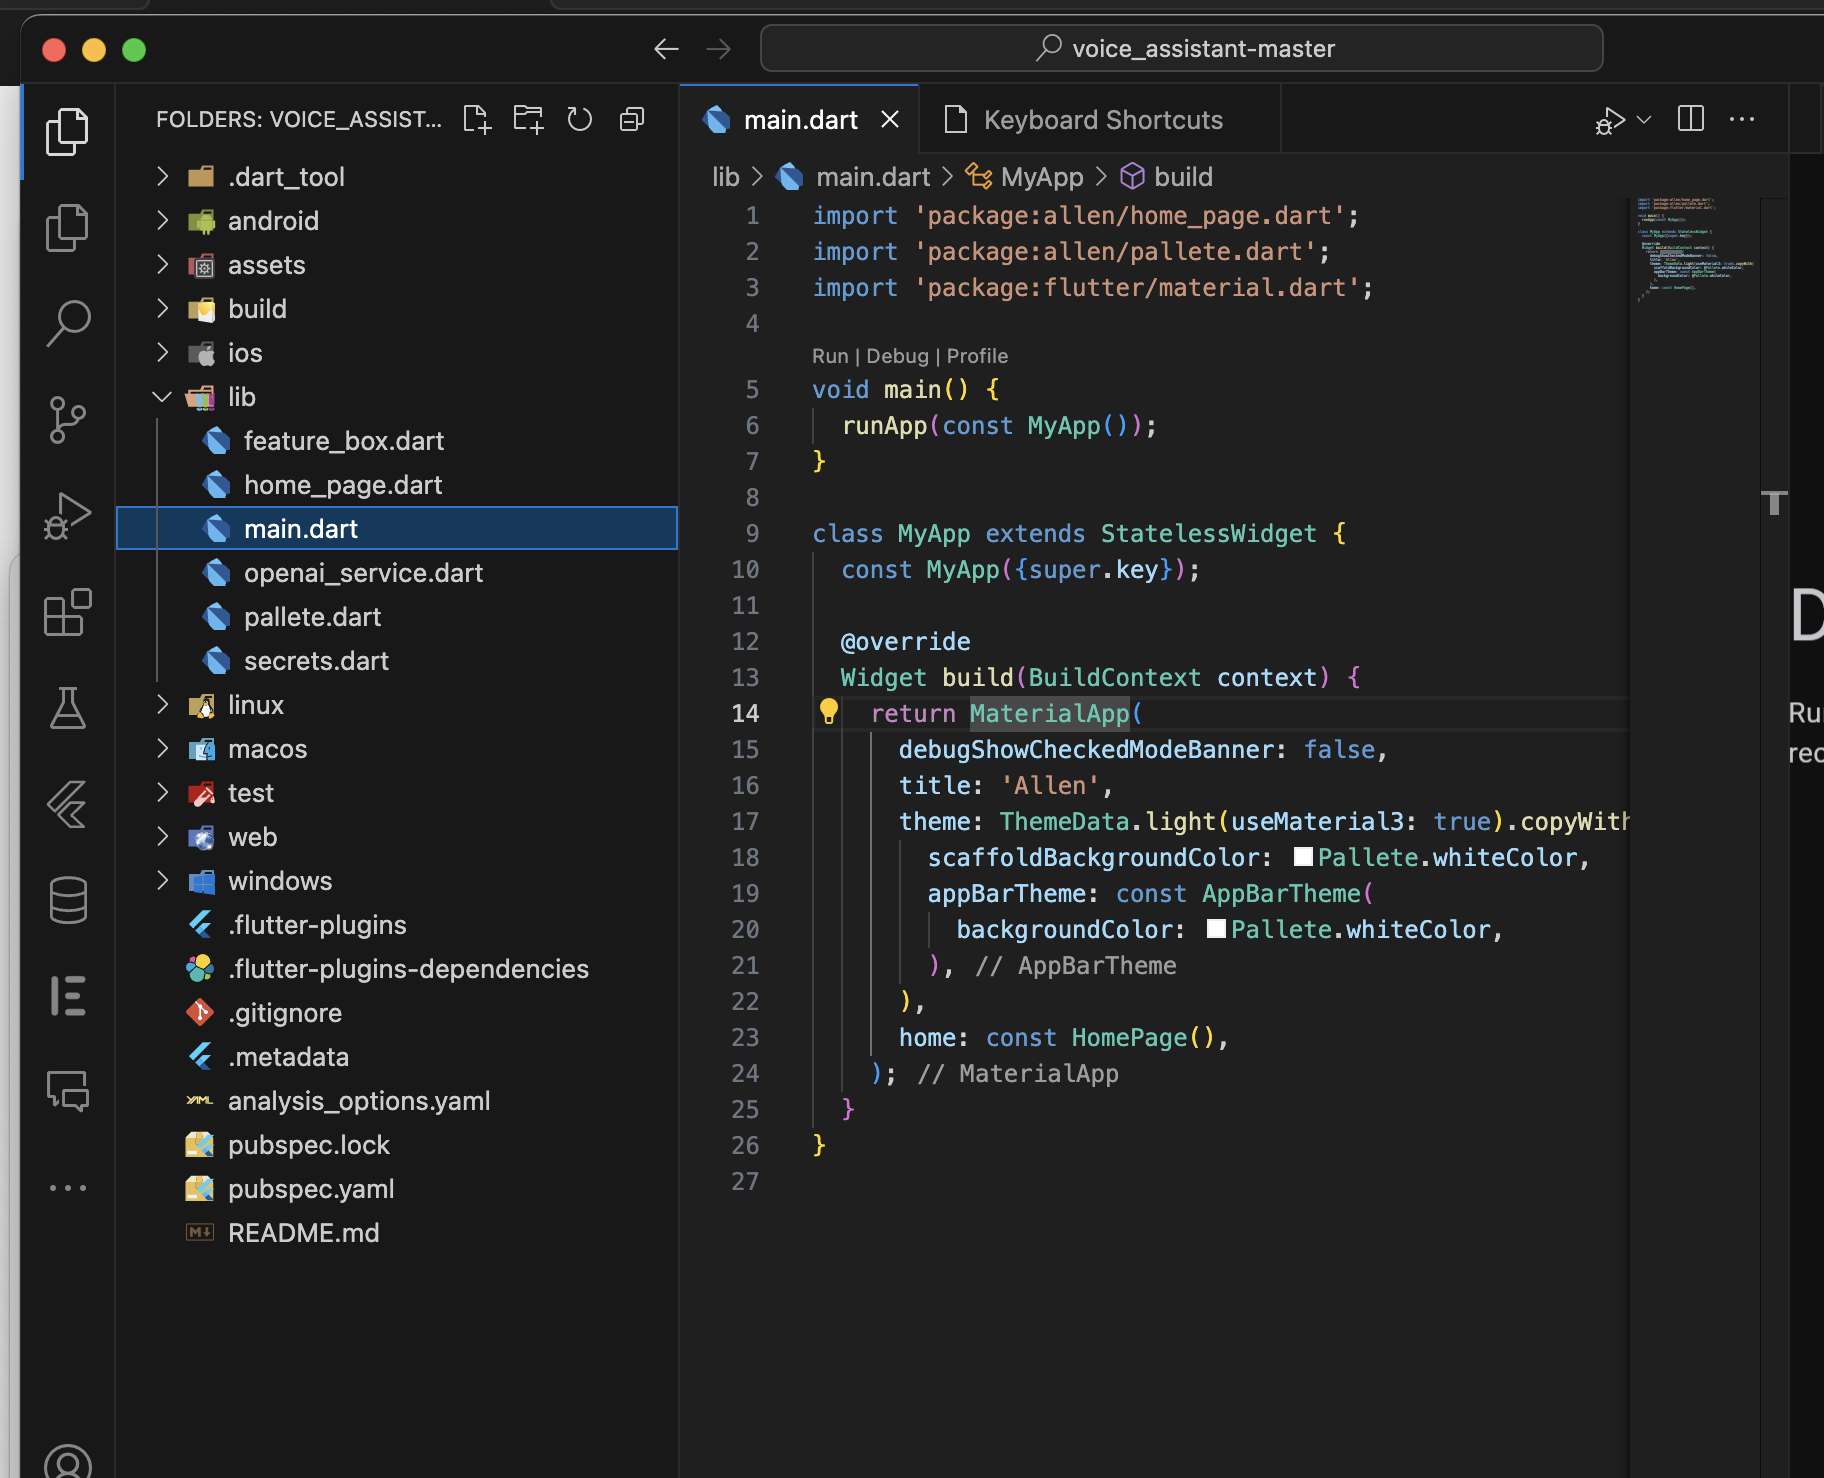 voice_assistant-master
FOLDERS: VOICE_ASSIST...
.dart_tool
android
assets
build
ios
lib
feature_box.dart
home_page.dart
main.dart
openai_service.dart
pallete.dart
secrets.dart
linux
macos
test
web
windows
.flutter-plugins
.flutter-plugins-dependencies
.gitignore
.metadata
analysis_options.yaml
pubspec.lock
pubspec.yaml
README.md
main.dart
Keyboard Shortcuts
lib > main.dart > MyApp > build
1 import 'package:allen/home_page.dart';
2 import 'package:allen/pallete.dart';
3 import 'package:flutter/material.dart';
4
Run | Debug | Profile
5 void main() {
6 runApp(const MyApp());
7 }
8
9 class MyApp extends StatelessWidget {
10 const MyApp({super.key});
11
12 @override
13 Widget build(BuildContext context) {
14 return MaterialApp(
15 debugShowCheckedModeBanner: false,
16 title: 'Allen',
17 theme: ThemeData.light(useMaterial3: true).copyWith
18 scaffoldBackgroundColor: Pallete.whiteColor,
19 appBarTheme: const AppBarTheme(
20 backgroundColor: Pallete.whiteColor,
21 ), // AppBarTheme
22 ),
23 home: const HomePage(),
24 ); // MaterialApp
25 }
26 }
27